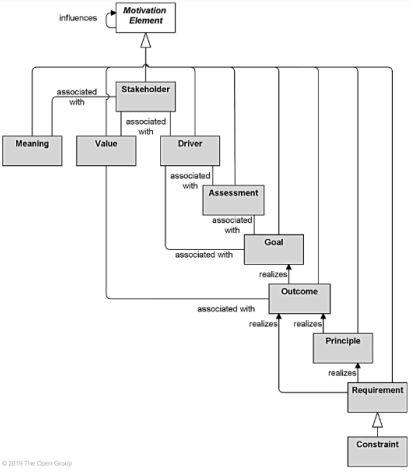 Motivation
Element
influences
Stakeholder
associated
with
associated
with
Meaning
Value
Driver
associated
with
Assessment
associated
with
Goal
associated with
realizes
Outcome
associated with
realizes
realizes
Principle
realizes
Requirement
Constraint
© 2019 The Open Group